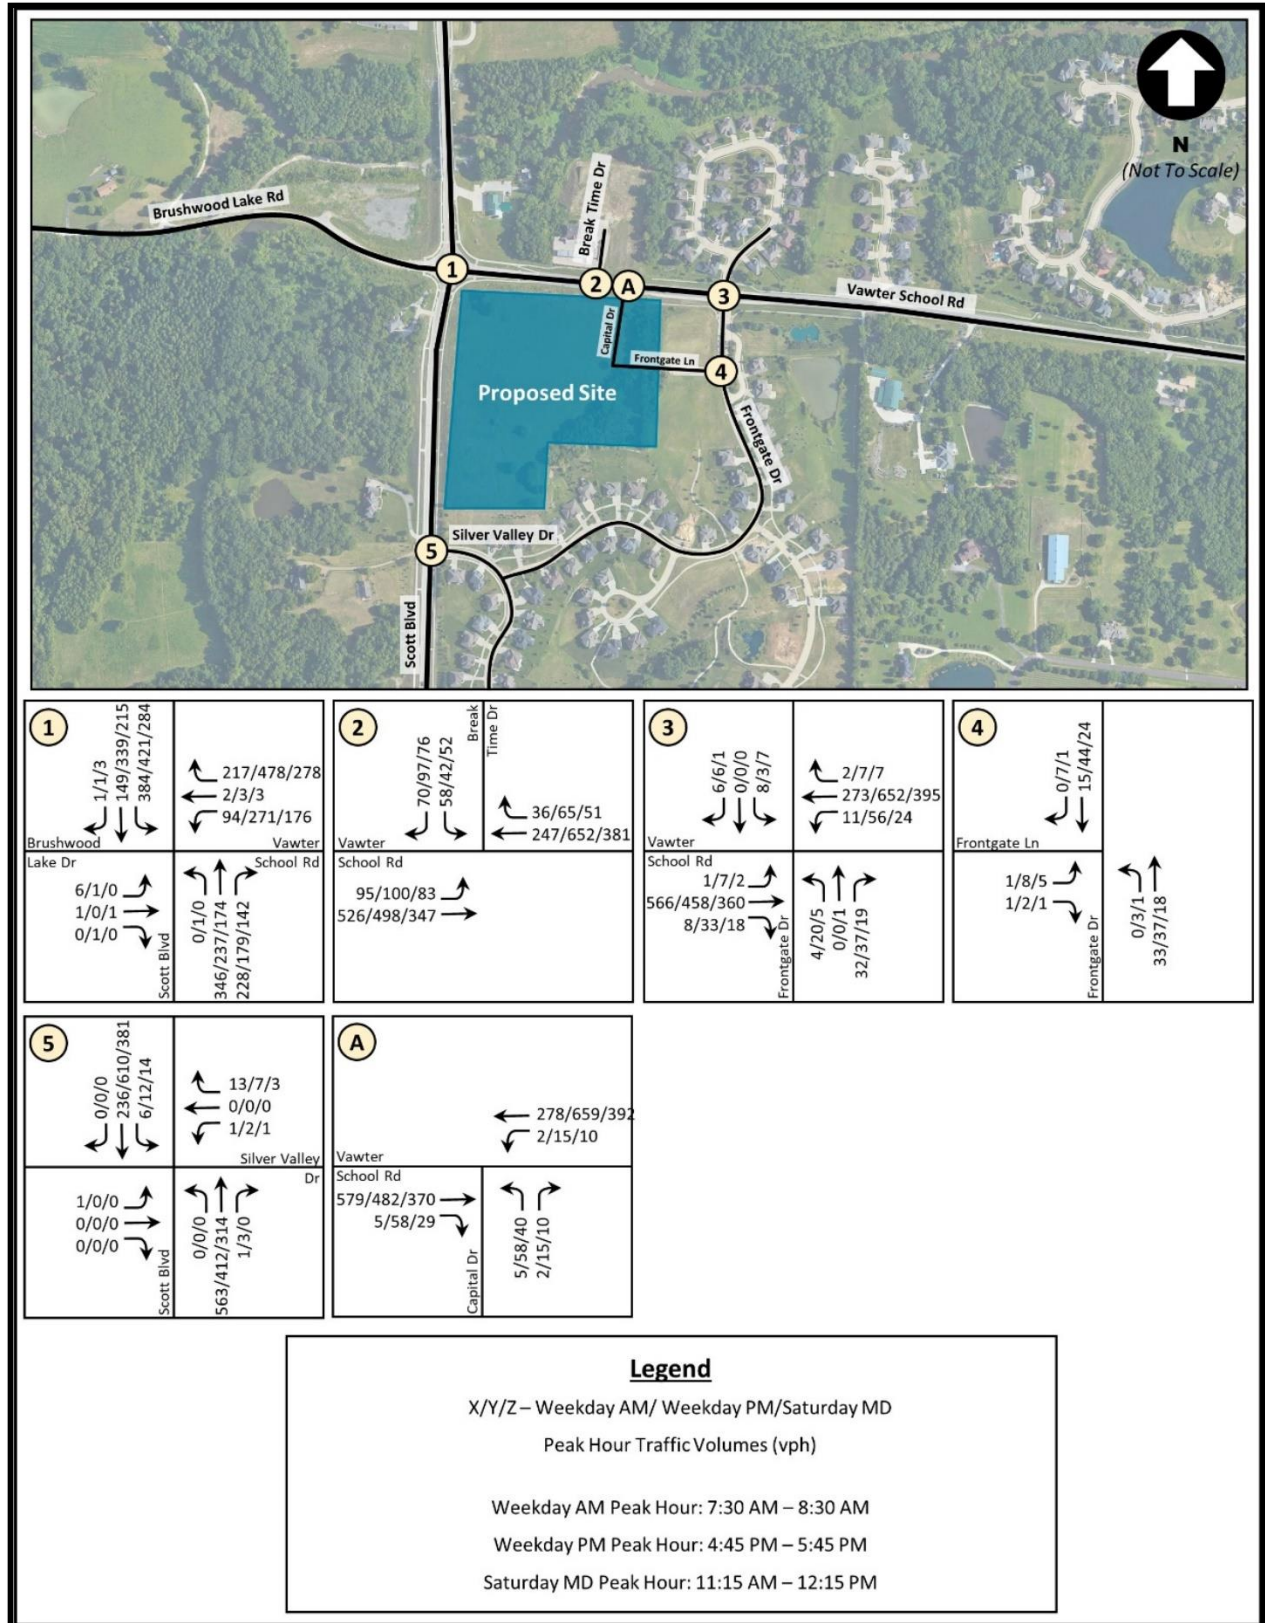 N
(Not To Scale)
Brushwood Lake Rd
Break Time Dr
1
2
A
3
Vawter School Rd
Capital Dr
Frontgate Ln
4
Proposed Site
Frontgate Dr
Silver Valley Dr
5
Scott Blvd
1
1/1/3
149/339/215
384/421/284
217/478/278
2/3/3
94/271/176
Brushwood
Lake Dr
Vawter
School Rd
6/1/0
1/0/1
0/1/0
Scott Blvd
0/1/0
346/237/174
228/179/142
2
70/97/76
58/42/52
Break
Time Dr
36/65/51
247/652/381
Vawter
School Rd
95/100/83
526/498/347
3
6/6/1
0/0/0
8/3/7
2/7/7
273/652/395
11/56/24
Vawter
School Rd
1/7/2
566/458/360
8/33/18
Frontgate Dr
4/20/5
0/0/1
32/37/19
4
0/7/1
15/44/24
Frontgate Ln
1/8/5
1/2/1
Frontgate Dr
0/3/1
33/37/18
5
0/0/0
236/610/381
6/12/14
13/7/3
0/0/0
1/2/1
Silver Valley
Dr
1/0/0
0/0/0
0/0/0
Scott Blvd
0/0/0
563/412/314
1/3/0
A
278/659/392
2/15/10
Vawter
School Rd
579/482/370
5/58/29
Capital Dr
5/58/40
2/15/10
Legend
X/Y/Z – Weekday AM/ Weekday PM/Saturday MD
Peak Hour Traffic Volumes (vph)
Weekday AM Peak Hour: 7:30 AM – 8:30 AM
Weekday PM Peak Hour: 4:45 PM – 5:45 PM
Saturday MD Peak Hour: 11:15 AM – 12:15 PM